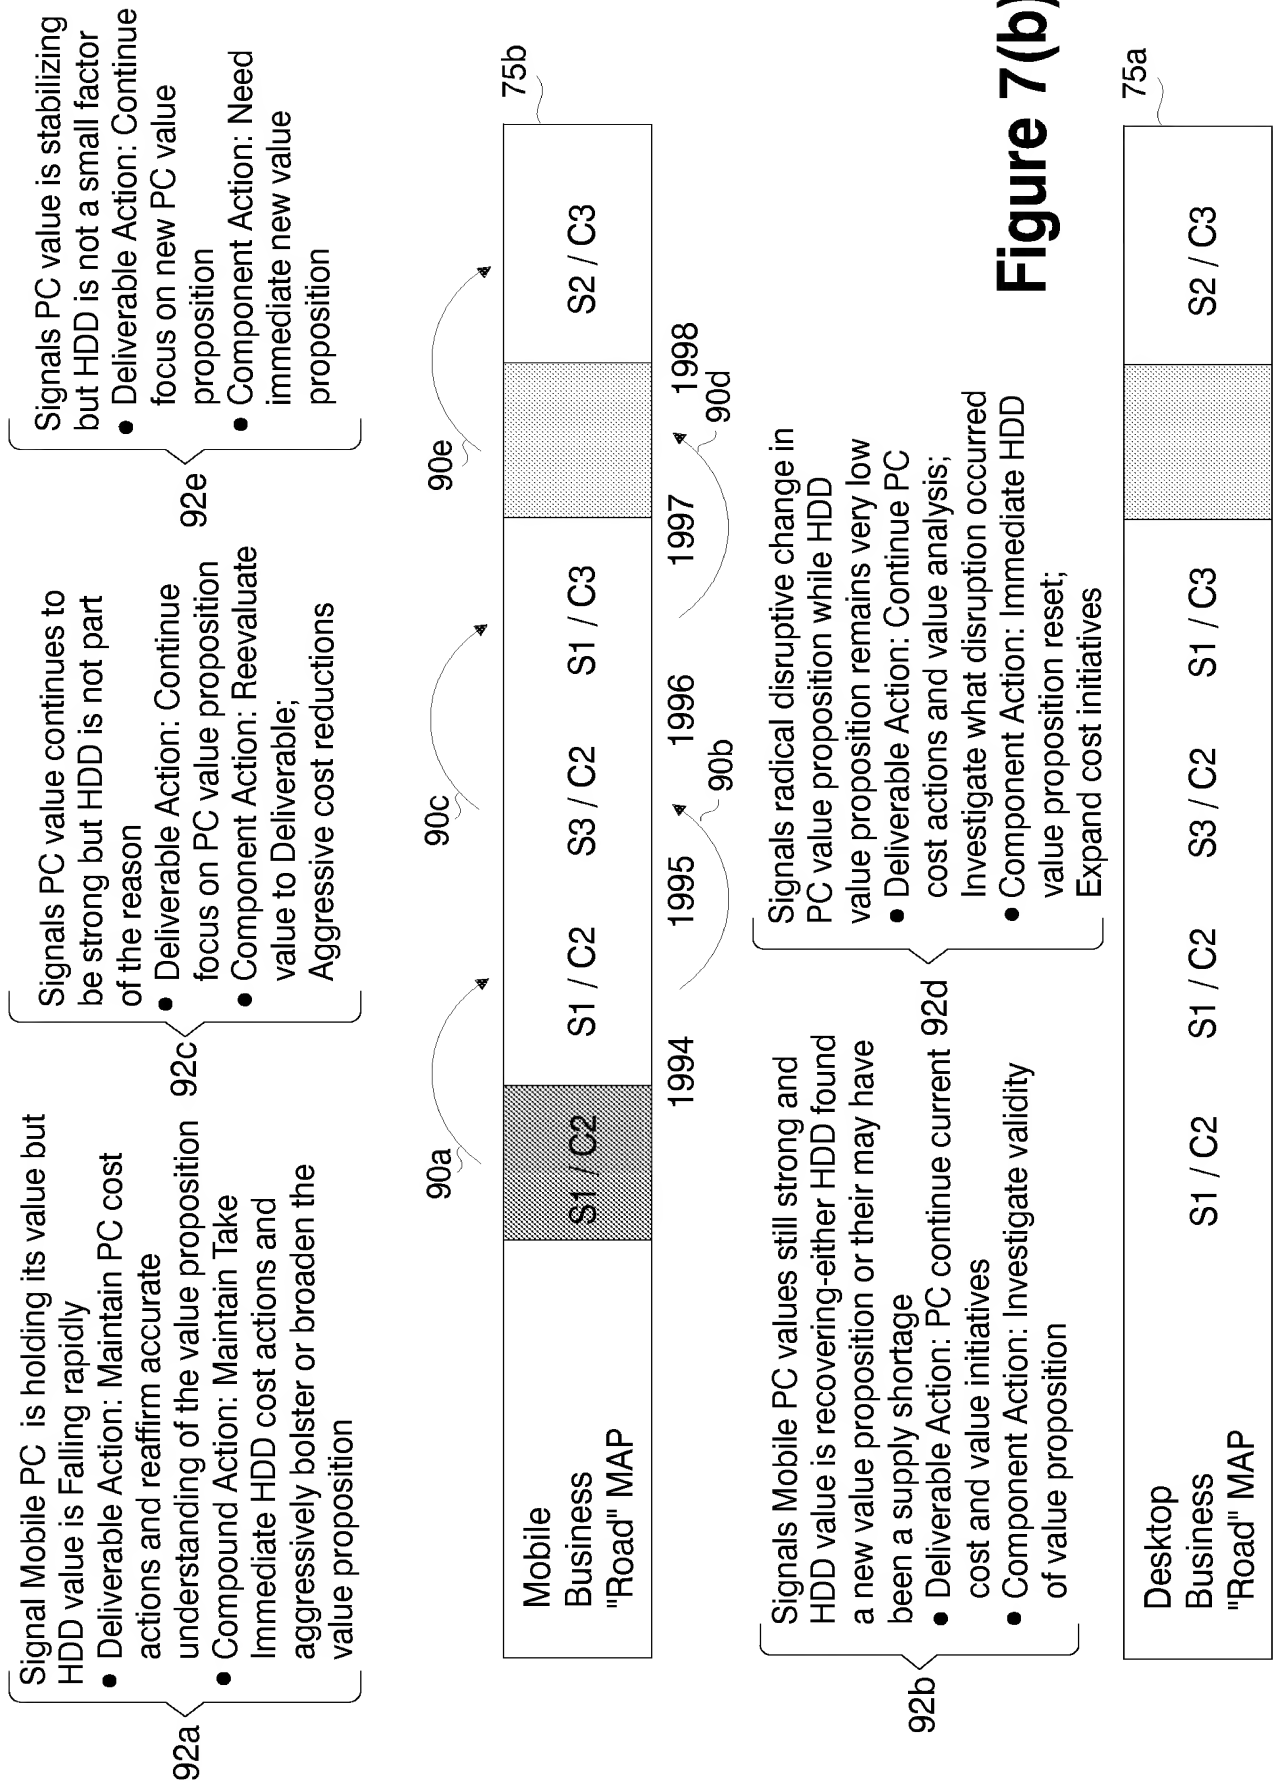 Signal Mobile PC is holding its value but
HDD value is Falling rapidly
● Deliverable Action: Maintain PC cost
actions and reaffirm accurate
understanding of the value proposition
● Compound Action: Maintain Take
Immediate HDD cost actions and
aggressively bolster or broaden the
value proposition
92a
Signals PC value continues to
be strong but HDD is not part
of the reason
● Deliverable Action: Continue
focus on PC value proposition
● Component Action: Reevaluate
value to Deliverable;
Aggressive cost reductions
92c
Signals PC value is stabilizing
but HDD is not a small factor
● Deliverable Action: Continue
focus on new PC value
proposition
● Component Action: Need
immediate new value
proposition
92e
90a
90c
90e
75b
Mobile
Business
"Road" MAP
S1 / C2
S1 / C2
S3 / C2
S1 / C3
S2 / C3
1994
1995
1996
1997
1998
90b
90d
Signals Mobile PC values still strong and
HDD value is recovering-either HDD found
a new value proposition or their may have
been a supply shortage
● Deliverable Action: PC continue current
cost and value initiatives
● Component Action: Investigate validity
of value proposition
92b
Signals radical disruptive change in
PC value proposition while HDD
value proposition remains very low
● Deliverable Action: Continue PC
cost actions and value analysis;
Investigate what disruption occurred
● Component Action: Immediate HDD
value proposition reset;
Expand cost initiatives
92d
Figure 7(b)
75a
Desktop
Business
"Road" MAP
S1 / C2
S1 / C2
S3 / C2
S1 / C3
S2 / C3